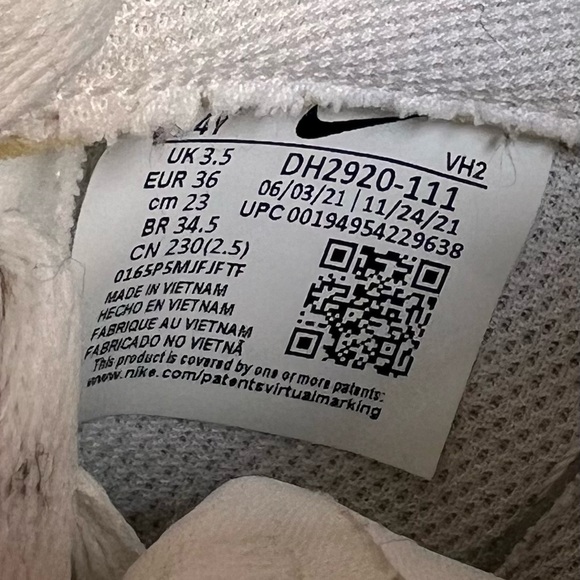 4Y
UK 3.5
EUR 36
cm 23
BR 34.5
CN 230(2.5)
0165P5MJFJFTF
MADE IN VIETNAM
HECHO EN VIETNAM
FABRIQUE AU VIETNAM
FABRICADO NO VIETNÃ
This product is covered by one or more patents:
www.nike.com/patentsvirtualmarking
VH2
DH2920-111
06/03/21 | 11/24/21
UPC 00194954229638